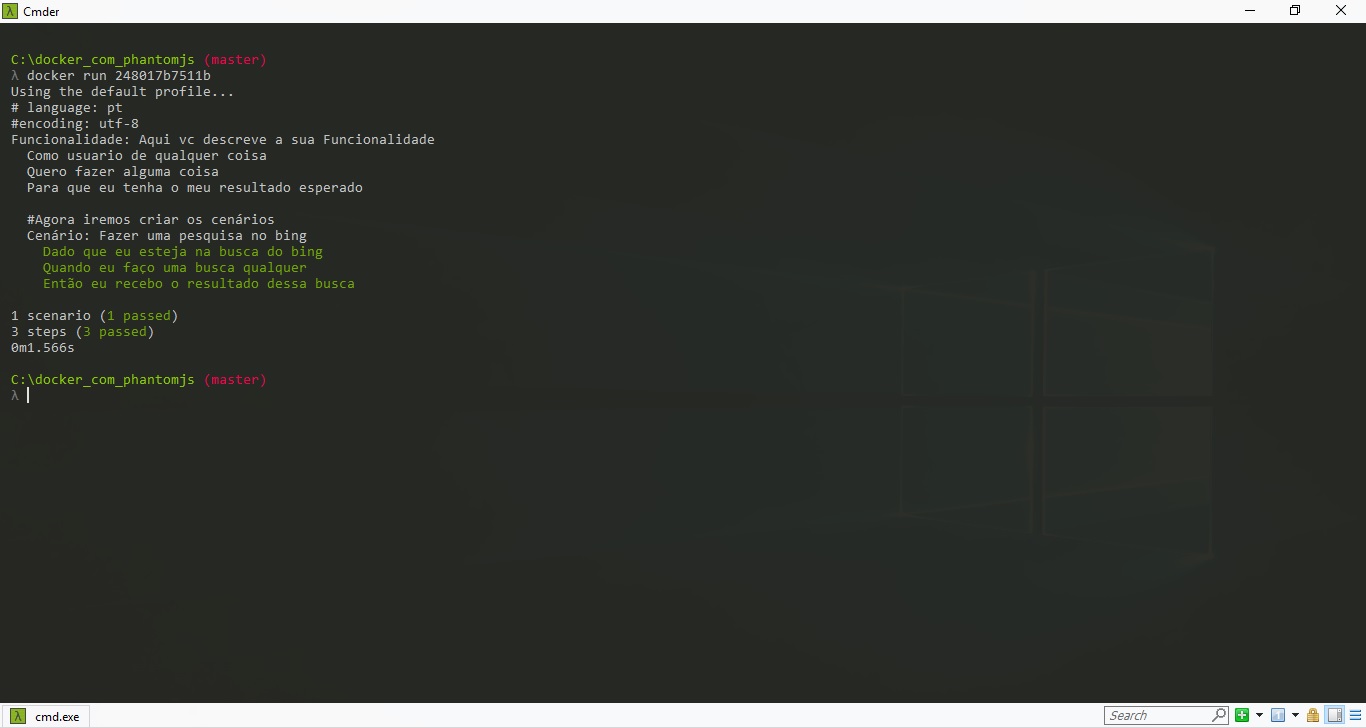 λ Cmder
C:\docker_com_phantomjs (master)
λ docker run 248017b7511b
Using the default profile...
# language: pt
#encoding: utf-8
Funcionalidade: Aqui vc descreve a sua Funcionalidade
Como usuario de qualquer coisa
Quero fazer alguma coisa
Para que eu tenha o meu resultado esperado
#Agora iremos criar os cenários
Cenário: Fazer uma pesquisa no bing
Dado que eu esteja na busca do bing
Quando eu faço uma busca qualquer
Então eu recebo o resultado dessa busca
1 scenario (1 passed)
3 steps (3 passed)
0m1.566s
C:\docker_com_phantomjs (master)
λ
λ cmd.exe
Search